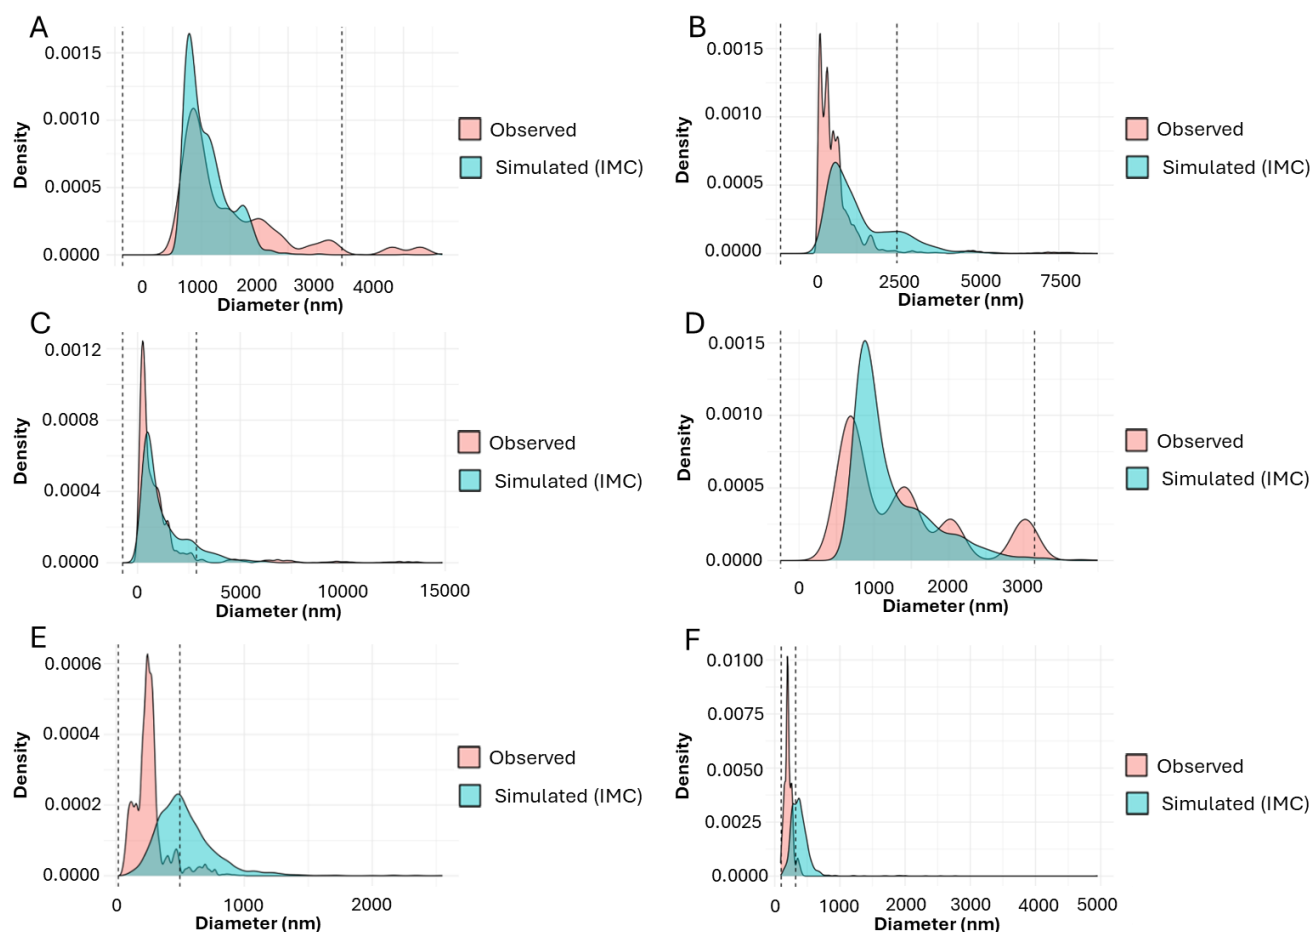 A
0.0015
0.0010
0.0005
0.0000
Density
0 1000 2000 3000 4000
Diameter (nm)
Observed
Simulated (IMC)
B
0.0015
0.0010
0.0005
0.0000
Density
0 2500 5000 7500
Diameter (nm)
Observed
Simulated (IMC)
C
0.0012
0.0008
0.0004
0.0000
Density
0 5000 10000 15000
Diameter (nm)
Observed
Simulated (IMC)
D
0.0015
0.0010
0.0005
0.0000
Density
0 1000 2000 3000
Diameter (nm)
Observed
Simulated (IMC)
E
0.0006
0.0004
0.0002
0.0000
Density
0 1000 2000
Diameter (nm)
Observed
Simulated (IMC)
F
0.0100
0.0075
0.0050
0.0025
0.0000
Density
0 1000 2000 3000 4000 5000
Diameter (nm)
Observed
Simulated (IMC)